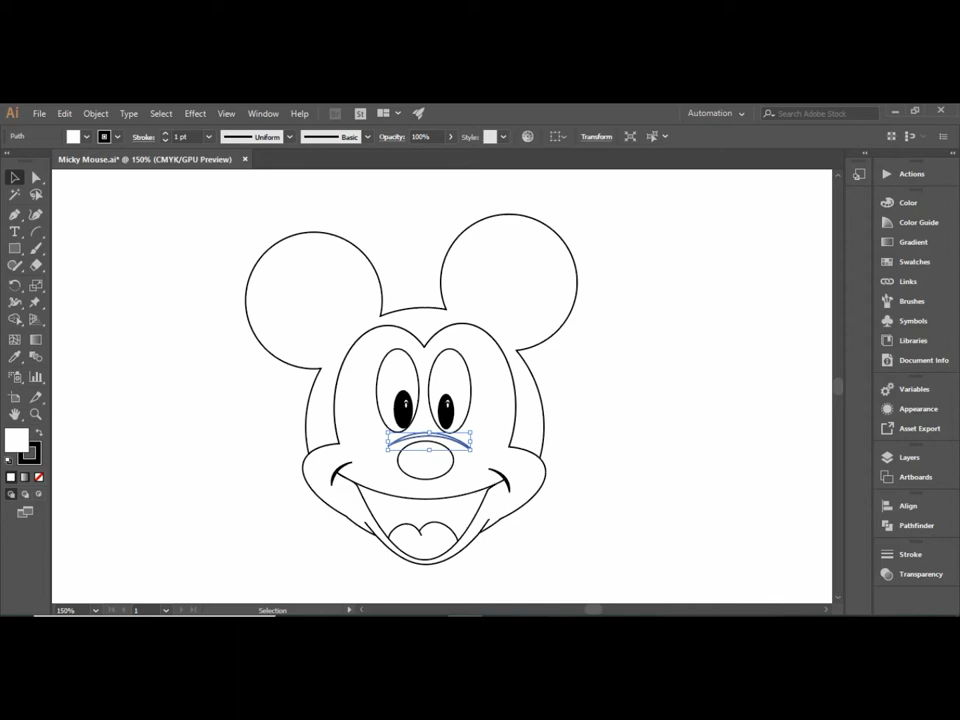 Ai File Edit Object Type Select Effect View Window Help Br St Automation Search Adobe Stock
Path Stroke: 1 pt Uniform Basic Opacity: 100% Style: Transform
Micky Mouse.ai* @ 150% (CMYK/GPU Preview) ×
Actions
Color
Color Guide
Gradient
Swatches
Links
Brushes
Symbols
Libraries
Document Info
Variables
Appearance
Asset Export
Layers
Artboards
Align
Pathfinder
Stroke
Transparency
150% 1 Selection